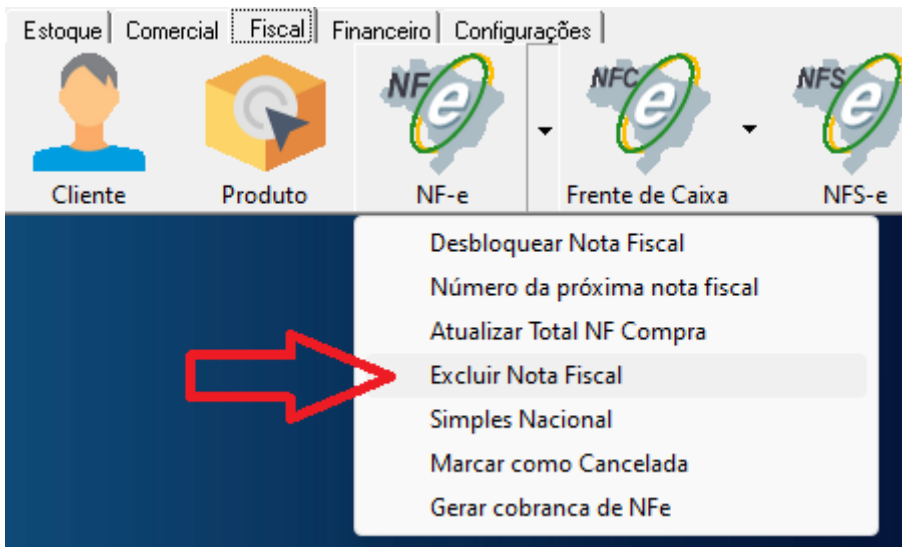 Estoque Comercial Fiscal Financeiro Configurações
NF e NFC e NFS e
Cliente Produto NF-e Frente de Caixa NFS-e
Desbloquear Nota Fiscal
Número da próxima nota fiscal
Atualizar Total NF Compra
Excluir Nota Fiscal
Simples Nacional
Marcar como Cancelada
Gerar cobranca de NFe